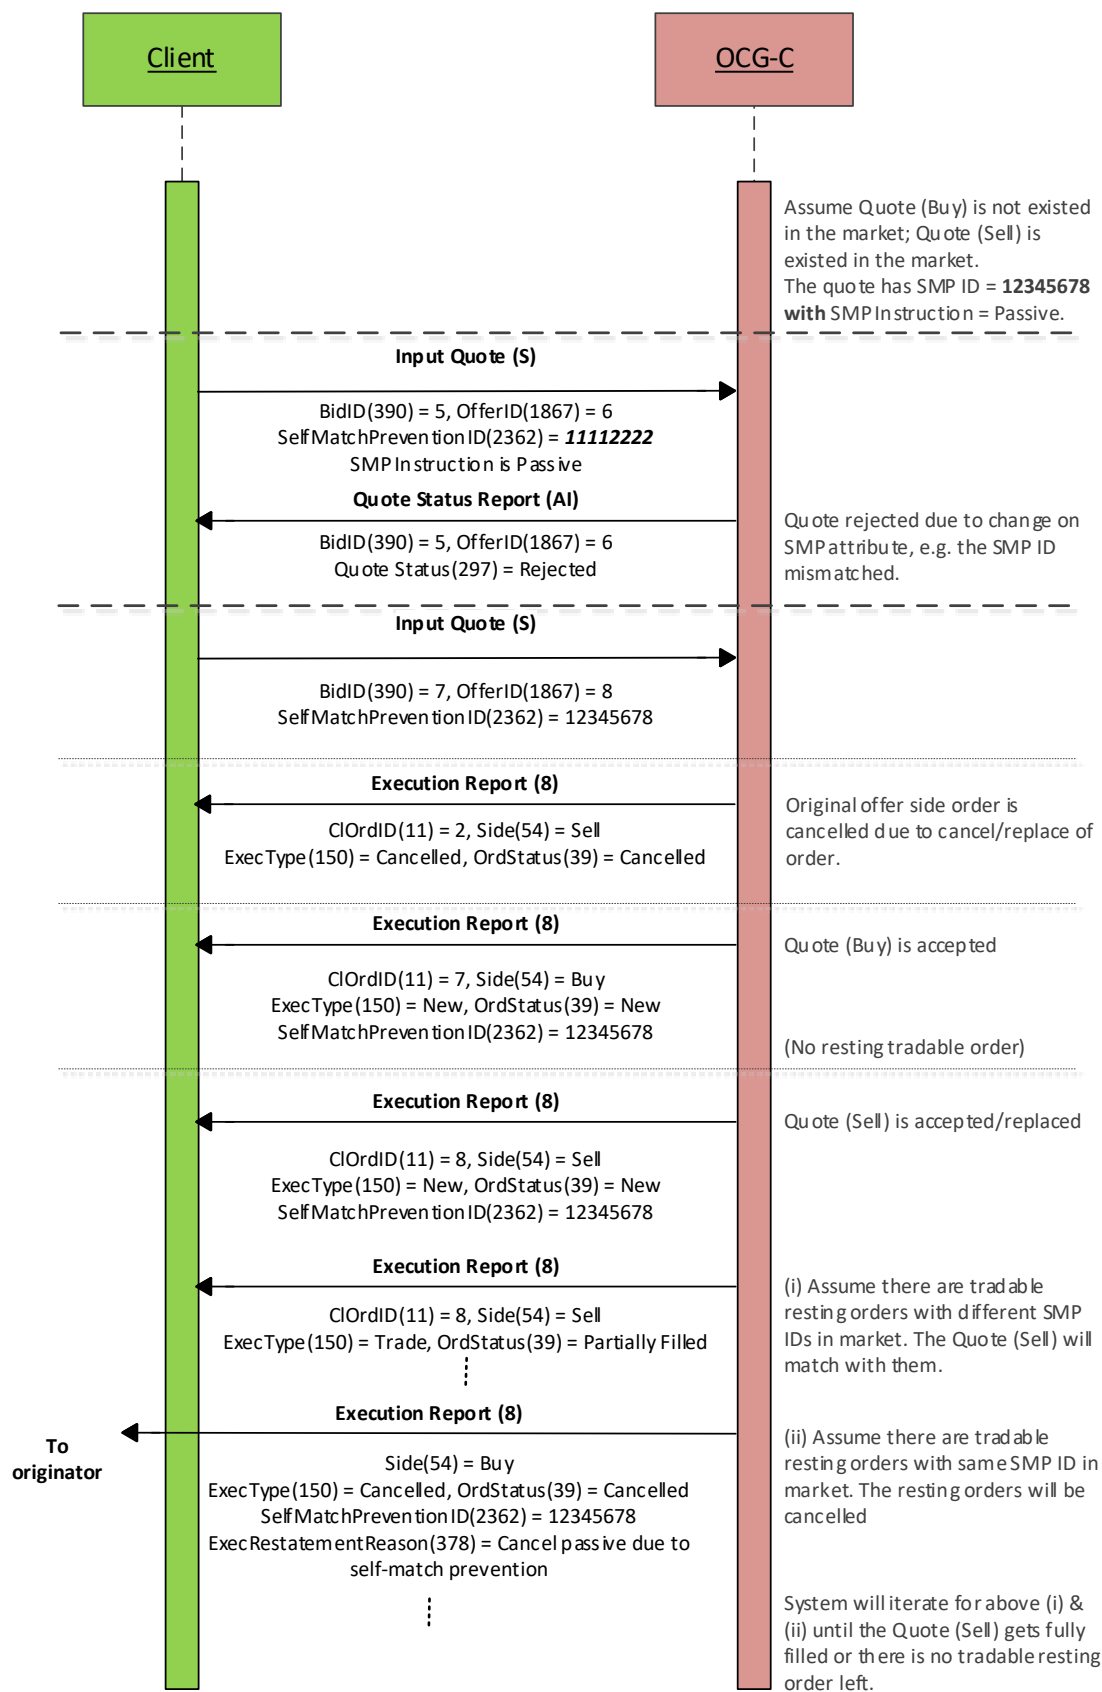 Client
OCG-C
Assume Quote (Buy) is not existed
in the market; Quote (Sell) is
existed in the market.
The quote has SMP ID = 12345678
with SMP Instruction = Passive.
Input Quote (S)
BidID(390) = 5, OfferID(1867) = 6
SelfMatchPreventionID(2362) = 11112222
SMP Instruction is Passive
Quote Status Report (AI)
BidID(390) = 5, OfferID(1867) = 6
Quote Status(297) = Rejected
Quote rejected due to change on
SMP attribute, e.g. the SMP ID
mismatched.
Input Quote (S)
BidID(390) = 7, OfferID(1867) = 8
SelfMatchPreventionID(2362) = 12345678
Execution Report (8)
ClOrdID(11) = 2, Side(54) = Sell
ExecType(150) = Cancelled, OrdStatus(39) = Cancelled
Original offer side order is
cancelled due to cancel/replace of
order.
Execution Report (8)
ClOrdID(11) = 7, Side(54) = Buy
ExecType(150) = New, OrdStatus(39) = New
SelfMatchPreventionID(2362) = 12345678
Quote (Buy) is accepted
(No resting tradable order)
Execution Report (8)
ClOrdID(11) = 8, Side(54) = Sell
ExecType(150) = New, OrdStatus(39) = New
SelfMatchPreventionID(2362) = 12345678
Quote (Sell) is accepted/replaced
Execution Report (8)
ClOrdID(11) = 8, Side(54) = Sell
ExecType(150) = Trade, OrdStatus(39) = Partially Filled
(i) Assume there are tradable
resting orders with different SMP
IDs in market. The Quote (Sell) will
match with them.
Execution Report (8)
To
originator
Side(54) = Buy
ExecType(150) = Cancelled, OrdStatus(39) = Cancelled
SelfMatchPreventionID(2362) = 12345678
ExecRestatementReason(378) = Cancel passive due to
self-match prevention
(ii) Assume there are tradable
resting orders with same SMP ID in
market. The resting orders will be
cancelled
System will iterate for above (i) &
(ii) until the Quote (Sell) gets fully
filled or there is no tradable resting
order left.